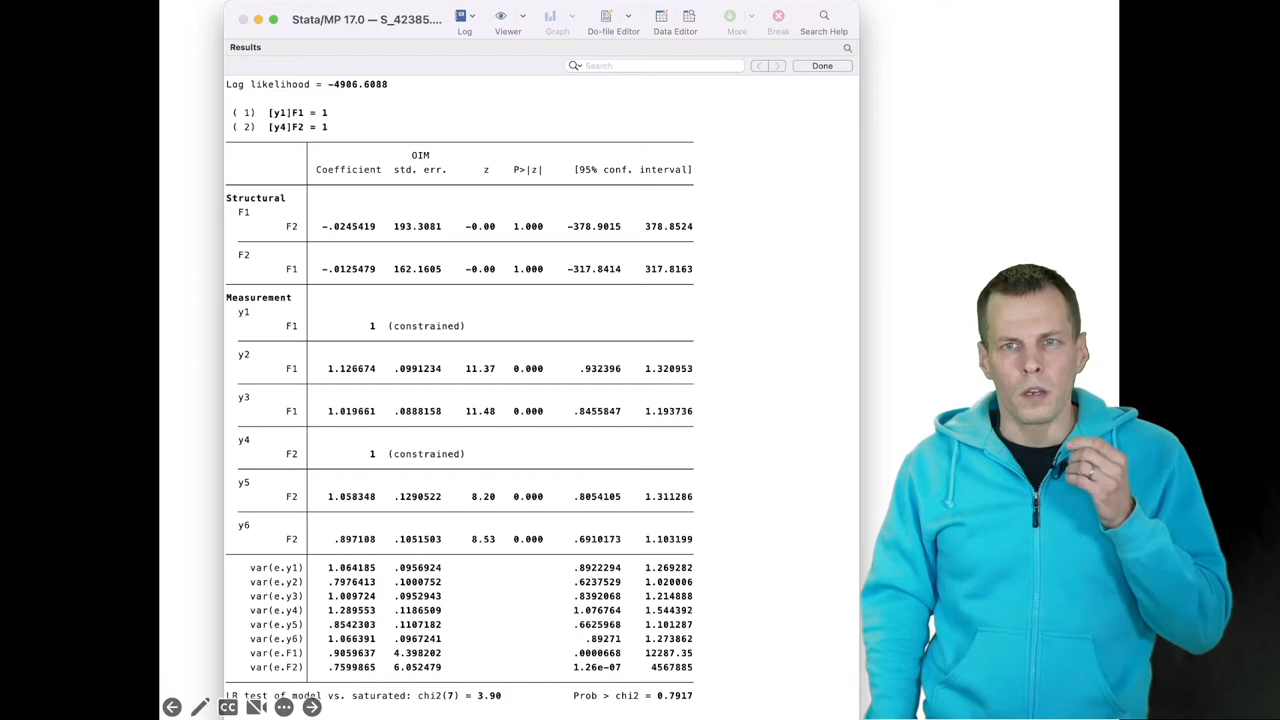 Stata/MP 17.0 — S_42385....
Log Viewer Graph Do-file Editor Data Editor More Break Search Help
Results
Search Done
Log likelihood = -4906.6088
( 1) [y1]F1 = 1
( 2) [y4]F2 = 1
OIM
Coefficient std. err. z P>|z| [95% conf. interval]
Structural
F1
F2 -.0245419 193.3081 -0.00 1.000 -378.9015 378.8524
F2
F1 -.0125479 162.1605 -0.00 1.000 -317.8414 317.8163
Measurement
y1
F1 1 (constrained)
y2
F1 1.126674 .0991234 11.37 0.000 .932396 1.320953
y3
F1 1.019661 .0888158 11.48 0.000 .8455847 1.193736
y4
F2 1 (constrained)
y5
F2 1.058348 .1290522 8.20 0.000 .8054105 1.311286
y6
F2 .897108 .1051503 8.53 0.000 .6910173 1.103199
var(e.y1) 1.064185 .0956924 .8922294 1.269282
var(e.y2) .7976413 .1000752 .6237529 1.020006
var(e.y3) 1.009724 .0952943 .8392068 1.214888
var(e.y4) 1.289553 .1186509 1.076764 1.544392
var(e.y5) .8542303 .1107182 .6625968 1.101287
var(e.y6) 1.066391 .0967241 .89271 1.273862
var(e.F1) .9059637 4.398202 .0000668 12287.35
var(e.F2) .7599865 6.052479 1.26e-07 4567885
LR test of model vs. saturated: chi2(7) = 3.90 Prob > chi2 = 0.7917
CC